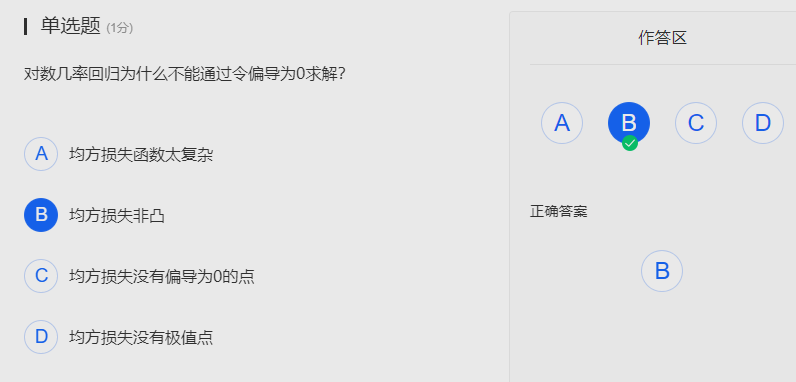 单选题 (1分)
对数几率回归为什么不能通过令偏导为0求解?
A 均方损失函数太复杂
B 均方损失非凸
C 均方损失没有偏导为0的点
D 均方损失没有极值点
作答区
A B C D
正确答案
B